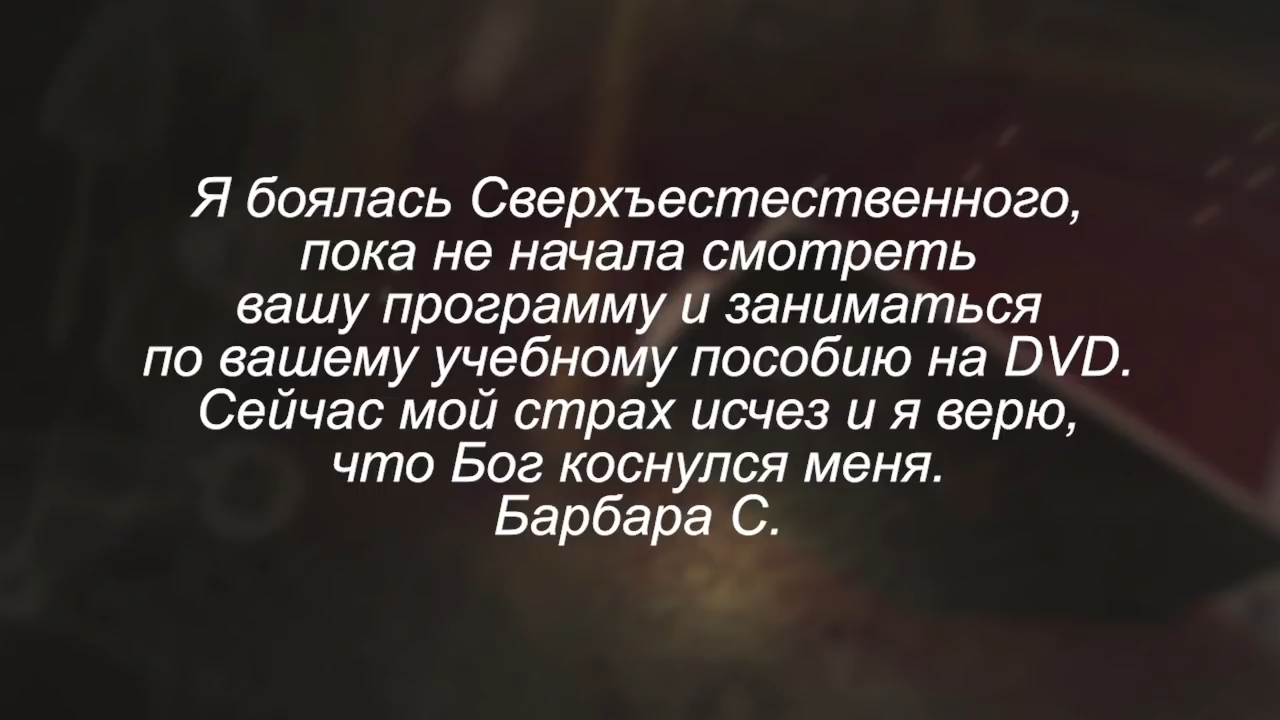 Я боялась Сверхъестественного,
пока не начала смотреть
вашу программу и заниматься
по вашему учебному пособию на DVD.
Сейчас мой страх исчез и я верю,
что Бог коснулся меня.
Барбара С.